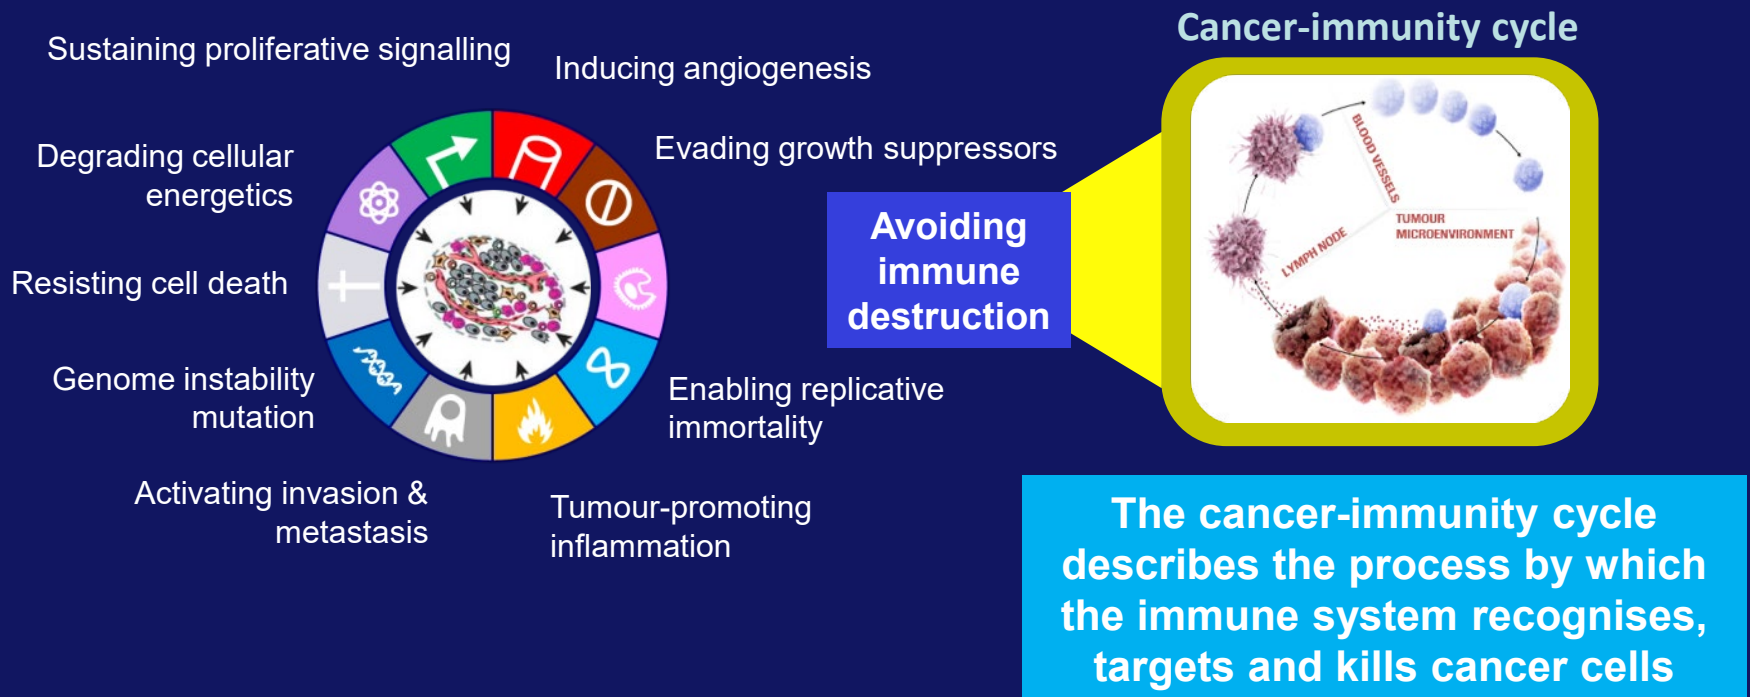 Cancer-immunity cycle
Sustaining proliferative signalling
Inducing angiogenesis
Degrading cellular
energetics
Evading growth suppressors
Resisting cell death
Avoiding
immune
destruction
Genome instability
mutation
Enabling replicative
immortality
Activating invasion &
metastasis
Tumour-promoting
inflammation
BLOOD VESSELS
TUMOUR
MICROENVIRONMENT
LYMPH NODE
The cancer-immunity cycle
describes the process by which
the immune system recognises,
targets and kills cancer cells